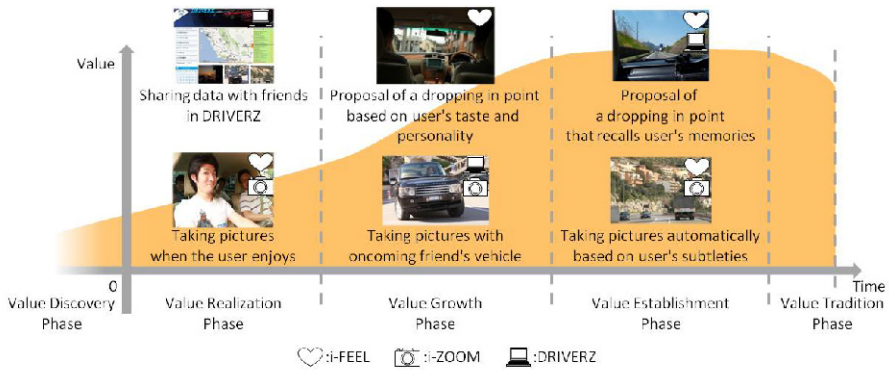 Value
Sharing data with friends
in DRIVERZ
Proposal of a dropping in point
based on user's taste and
personality
Proposal of
a dropping in point
that recalls user's memories
Taking pictures
when the user enjoys
Taking pictures with
oncoming friend's vehicle
Taking pictures automatically
based on user's subtleties
0
Time
Value Discovery
Phase
Value Realization
Phase
Value Growth
Phase
Value Establishment
Phase
Value Tradition
Phase
:i-FEEL
:i-ZOOM
:DRIVERZ